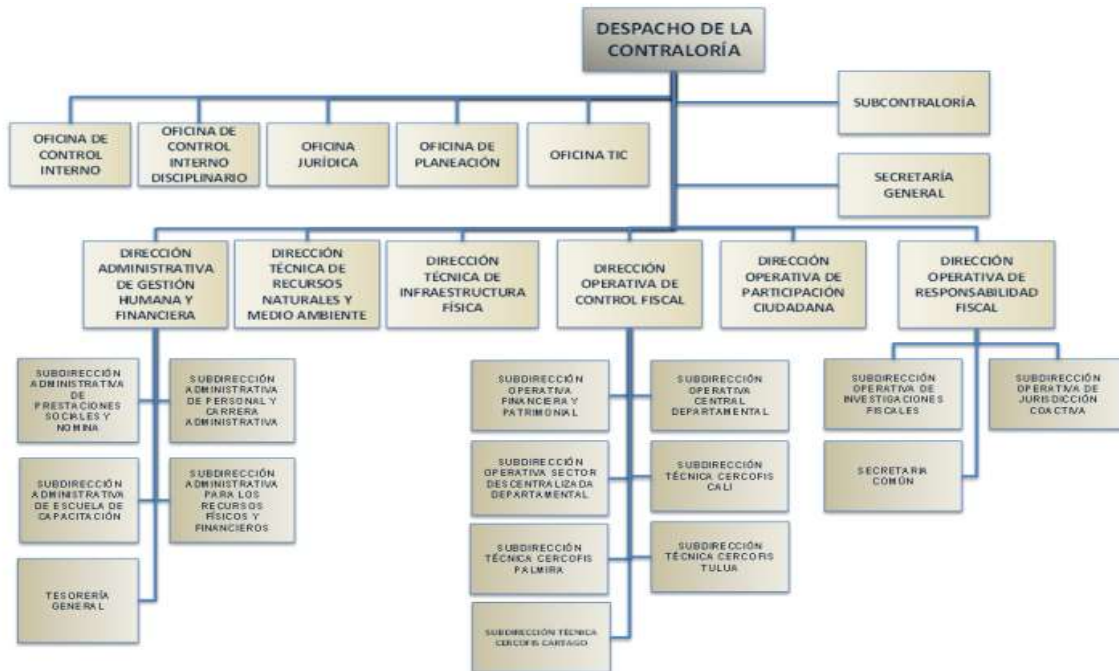 DESPACHO DE LA
CONTRALORÍA
SUBCONTRALORÍA
OFICINA DE
CONTROL
INTERNO
OFICINA DE
CONTROL
INTERNO
DISCIPLINARIO
OFICINA
JURÍDICA
OFICINA DE
PLANEACIÓN
OFICINA TIC
SECRETARÍA
GENERAL
DIRECCIÓN
ADMINISTRATIVA
DE GESTIÓN
HUMANA Y
FINANCIERA
DIRECCIÓN
TÉCNICA DE
RECURSOS
NATURALES Y
MEDIO AMBIENTE
DIRECCIÓN
TÉCNICA DE
INFRAESTRUCTURA
FÍSICA
DIRECCIÓN
OPERATIVA DE
CONTROL FISCAL
DIRECCIÓN
OPERATIVA DE
PARTICIPACIÓN
CIUDADANA
DIRECCIÓN
OPERATIVA DE
RESPONSABILIDAD
FISCAL
SUBDIRECCIÓN
ADMINISTRATIVA
DE
PRESTACIONES
SOCIALES Y
NOMINA
SUBDIRECCIÓN
ADMINISTRATIVA
DE PERSONAL Y
CARRERA
ADMINISTRATIVA
SUBDIRECCIÓN
OPERATIVA
FINANCIERA Y
PATRIMONIAL
SUBDIRECCIÓN
OPERATIVA
CENTRAL
DEPARTAMENTAL
SUBDIRECCIÓN
OPERATIVA DE
INVESTIGACIONES
FISCALES
SUBDIRECCIÓN
OPERATIVA DE
JURISDICCIÓN
COACTIVA
SUBDIRECCIÓN
ADMINISTRATIVA
DE ESCUELA DE
CAPACITACIÓN
SUBDIRECCIÓN
ADMINISTRATIVA
PARA LOS
RECURSOS
FÍSICOS Y
FINANCIEROS
SUBDIRECCIÓN
OPERATIVA SECTOR
DESCENTRALIZADA
DEPARTAMENTAL
SUBDIRECCIÓN
TÉCNICA CERCOFIS
CALI
SECRETARIA
COMÚN
TESORERÍA
GENERAL
SUBDIRECCIÓN
TÉCNICA CERCOFIS
PALMIRA
SUBDIRECCIÓN
TÉCNICA CERCOFIS
TULUA
SUBDIRECCIÓN TÉCNICA
CERCOFIS CARTAGO